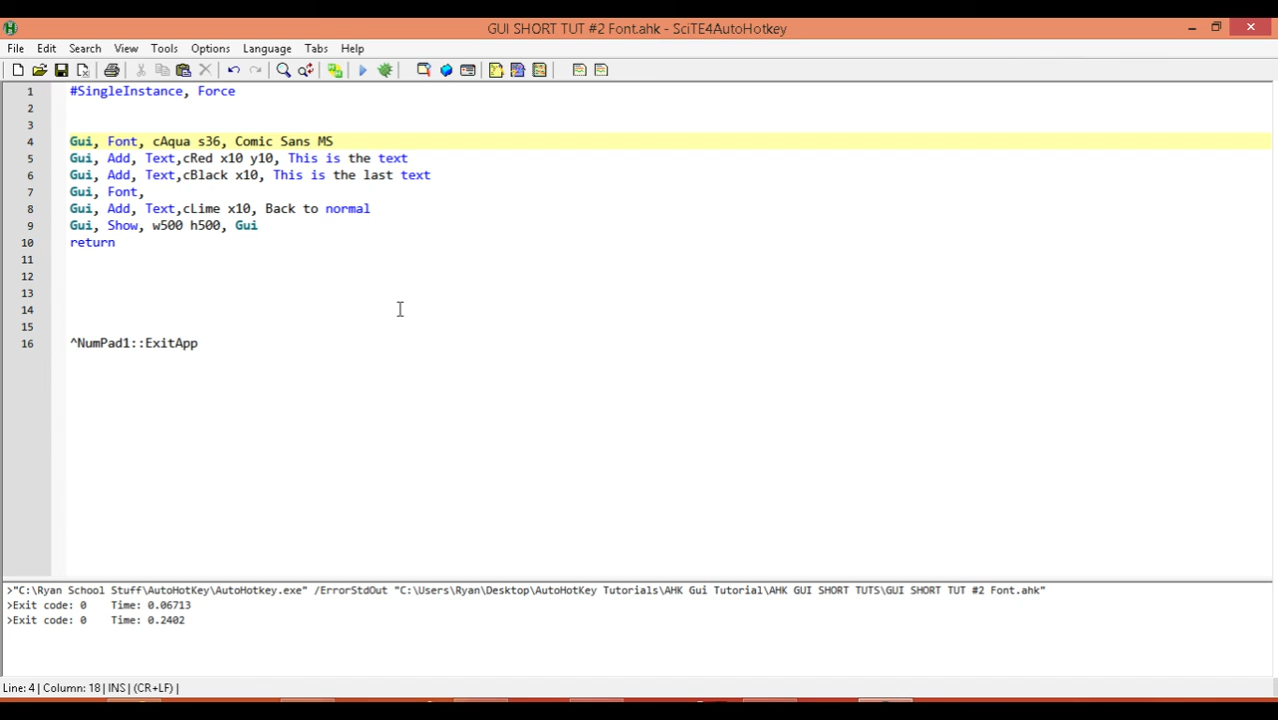 GUI SHORT TUT #2 Font.ahk - SciTE4AutoHotkey
File Edit Search View Tools Options Language Tabs Help
1 #SingleInstance, Force
2
3
4 Gui, Font, cAqua s36, Comic Sans MS
5 Gui, Add, Text,cRed x10 y10, This is the text
6 Gui, Add, Text,cBlack x10, This is the last text
7 Gui, Font,
8 Gui, Add, Text,cLime x10, Back to normal
9 Gui, Show, w500 h500, Gui
10 return
11
12
13
14
15
16 ^NumPad1::ExitApp
>"C:\Ryan School Stuff\AutoHotKey\AutoHotkey.exe" /ErrorStdOut "C:\Users\Ryan\Desktop\AutoHotKey Tutorials\AHK Gui Tutorial\AHK GUI SHORT TUTS\GUI SHORT TUT #2 Font.ahk"
>Exit code: 0 Time: 0.06713
>Exit code: 0 Time: 0.2402
Line: 4 | Column: 18 | INS | (CR+LF) |